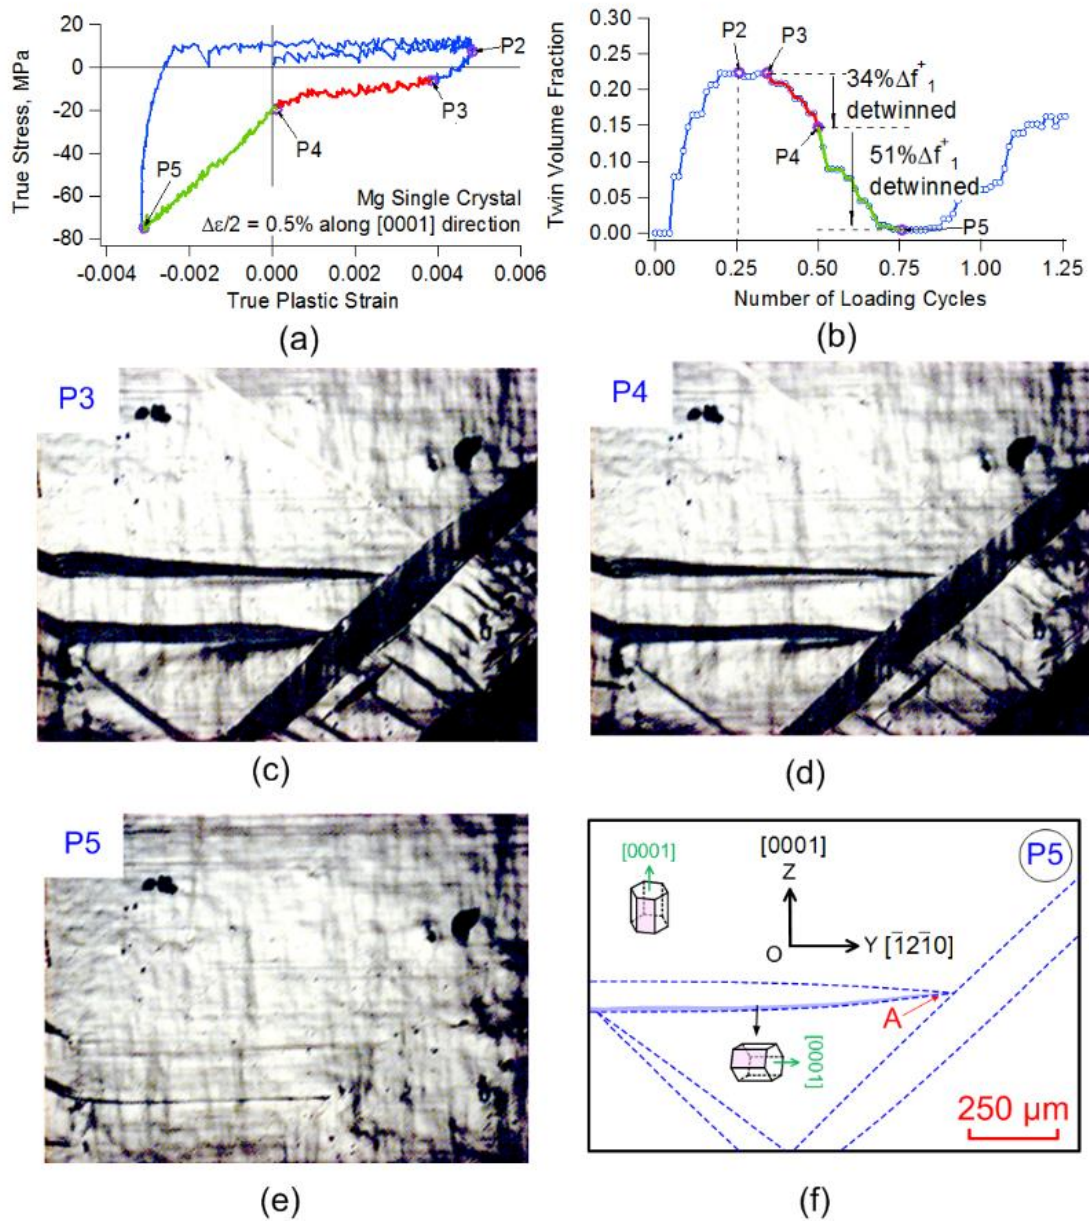 20
0
-20
-40
-60
-80
True Stress, MPa
P2
P3
P4
P5
Mg Single Crystal
Δε/2 = 0.5% along [0001] direction
-0.004 -0.002 0.000 0.002 0.004 0.006
True Plastic Strain
(a)
0.30
0.25
0.20
0.15
0.10
0.05
0.00
Twin Volume Fraction
P2
P3
34%Δf⁺₁
detwinned
P4
51%Δf⁺₁
detwinned
P5
0.00 0.25 0.50 0.75 1.00 1.25
Number of Loading Cycles
(b)
P3
(c)
P4
(d)
P5
(e)
[0001]
[0001]
Z
P5
O
Y [1̅21̅0]
A
[0001]
250 µm
(f)